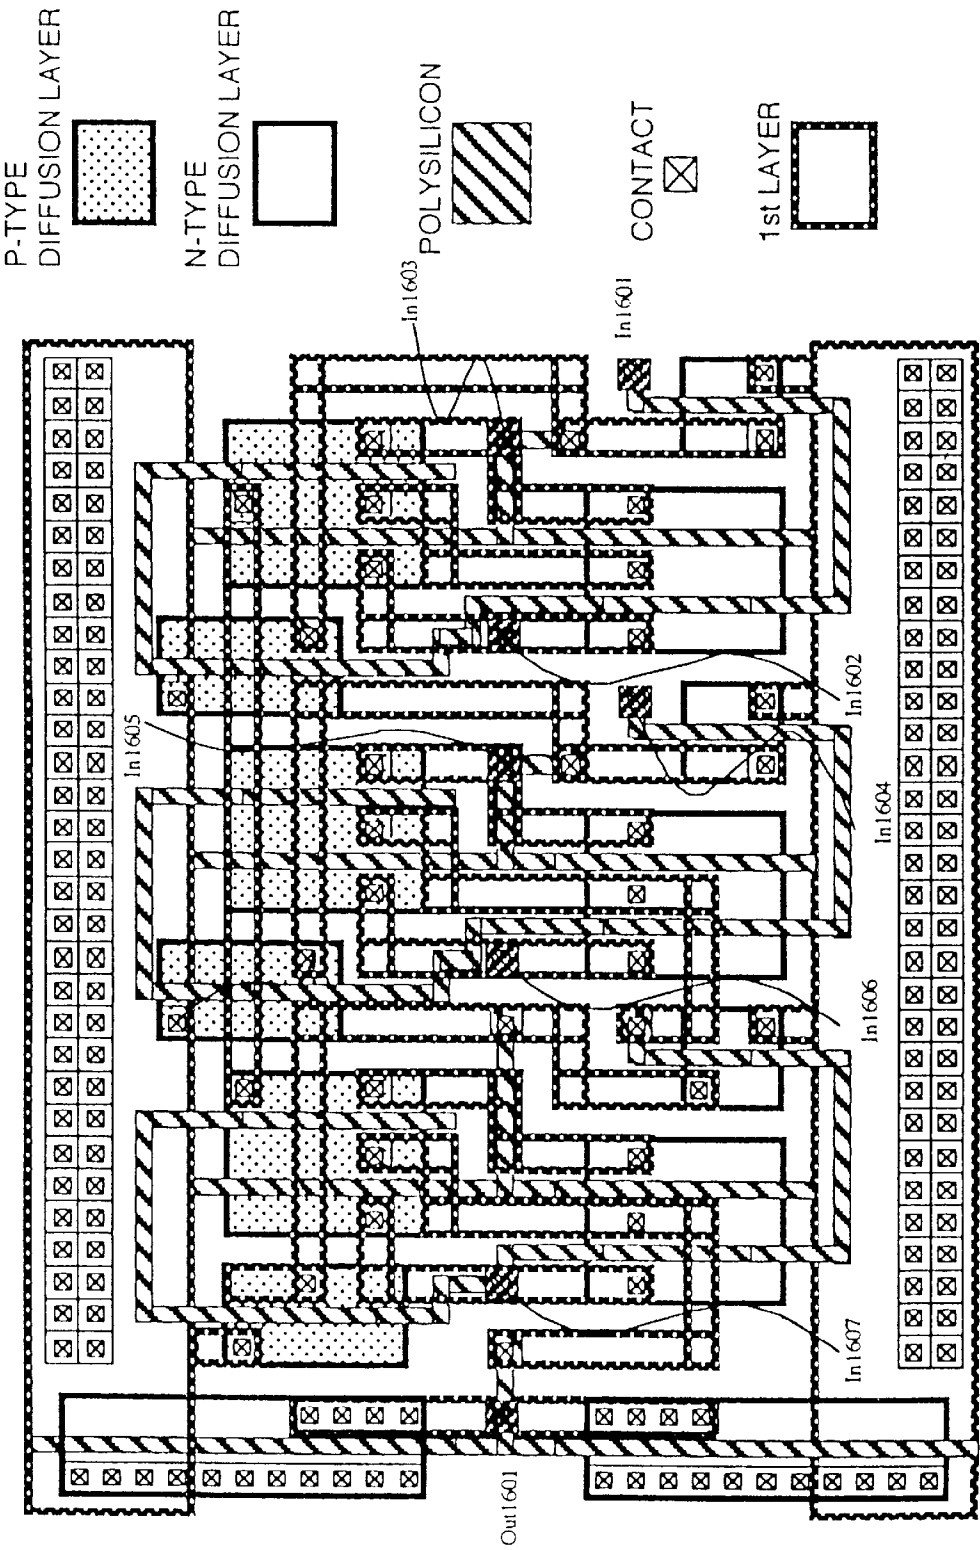 P-TYPE
DIFFUSION LAYER
N-TYPE
DIFFUSION LAYER
POLYSILICON
CONTACT
1st LAYER
In1603
In1601
In1605
In1602
In1604
In1606
In1607
Out1601